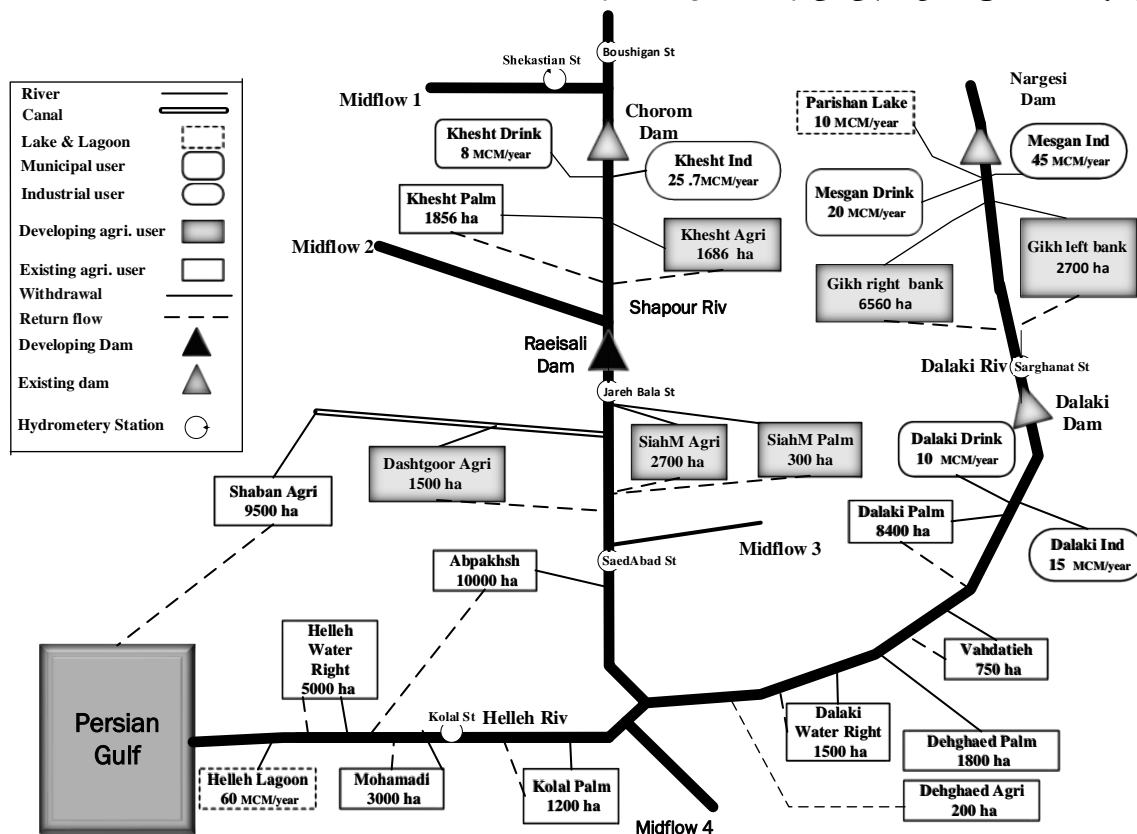 Boushigan St
Shekastian St
Midflow 1
Chorom
Dam
Khesht Drink
8 MCM/year
Khesht Ind
25 .7MCM/year
Khesht Palm
1856 ha
Khesht Agri
1686 ha
Midflow 2
Shapour Riv
Raeisali
Dam
Jareh Bala St
Nargesi
Dam
Parishan Lake
10 MCM/year
Mesgan Ind
45 MCM/year
Mesgan Drink
20 MCM/year
Gikh left bank
2700 ha
Gikh right bank
6560 ha
Dalaki Riv
Sarghanat St
Dalaki
Dam
River
Canal
Lake & Lagoon
Municipal user
Industrial user
Developing agri. user
Existing agri. user
Withdrawal
Return flow
Developing Dam
Existing dam
Hydrometery Station
SiahM Agri
2700 ha
SiahM Palm
300 ha
Dashtgoor Agri
1500 ha
Shaban Agri
9500 ha
Dalaki Drink
10 MCM/year
Dalaki Palm
8400 ha
Dalaki Ind
15 MCM/year
Midflow 3
SaedAbad St
Abpakhsh
10000 ha
Vahdatieh
750 ha
Helleh
Water
Right
5000 ha
Persian
Gulf
Kolal St
Helleh Riv
Dalaki
Water Right
1500 ha
Dehghaed Palm
1800 ha
Dehghaed Agri
200 ha
Helleh Lagoon
60 MCM/year
Mohamadi
3000 ha
Kolal Palm
1200 ha
Midflow 4